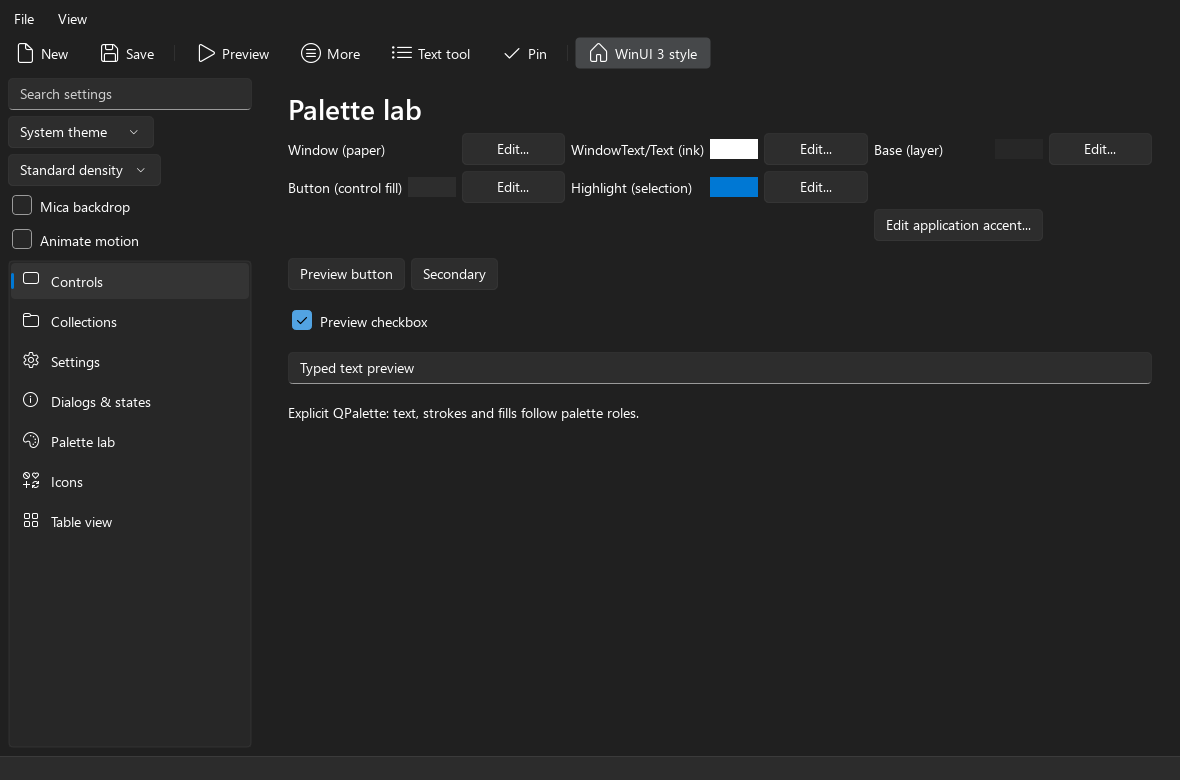 File View
New Save Preview More Text tool Pin WinUI 3 style
Search settings
System theme
Standard density
Mica backdrop
Animate motion
Controls
Collections
Settings
Dialogs & states
Palette lab
Icons
Table view
Palette lab
Window (paper) Edit... WindowText/Text (ink) Edit... Base (layer) Edit...
Button (control fill) Edit... Highlight (selection) Edit...
Edit application accent...
Preview button Secondary
Preview checkbox
Typed text preview
Explicit QPalette: text, strokes and fills follow palette roles.